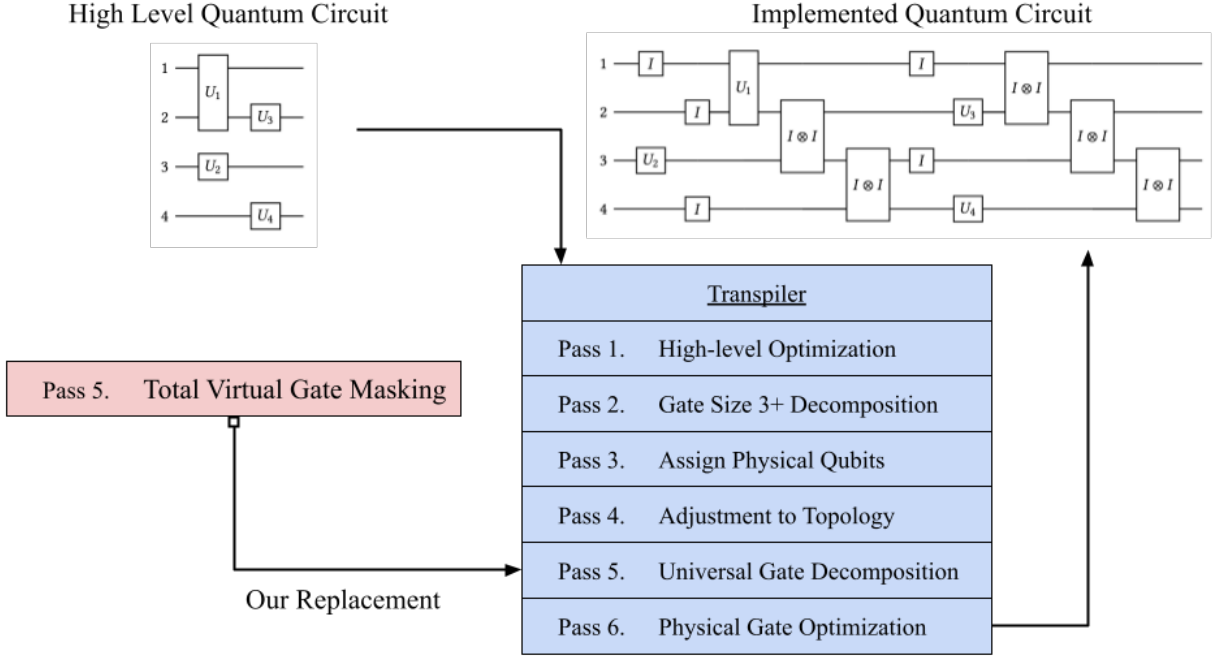 High Level Quantum Circuit
1
U₁
2
U₃
3
U₂
4
U₄
Implemented Quantum Circuit
1
I
U₁
I
I ⊗ I
2
I
I ⊗ I
U₃
I ⊗ I
3
U₂
I ⊗ I
I
I ⊗ I
4
I
U₄
Transpiler
Pass 1. High-level Optimization
Pass 2. Gate Size 3+ Decomposition
Pass 3. Assign Physical Qubits
Pass 4. Adjustment to Topology
Pass 5. Universal Gate Decomposition
Pass 6. Physical Gate Optimization
Pass 5. Total Virtual Gate Masking
Our Replacement